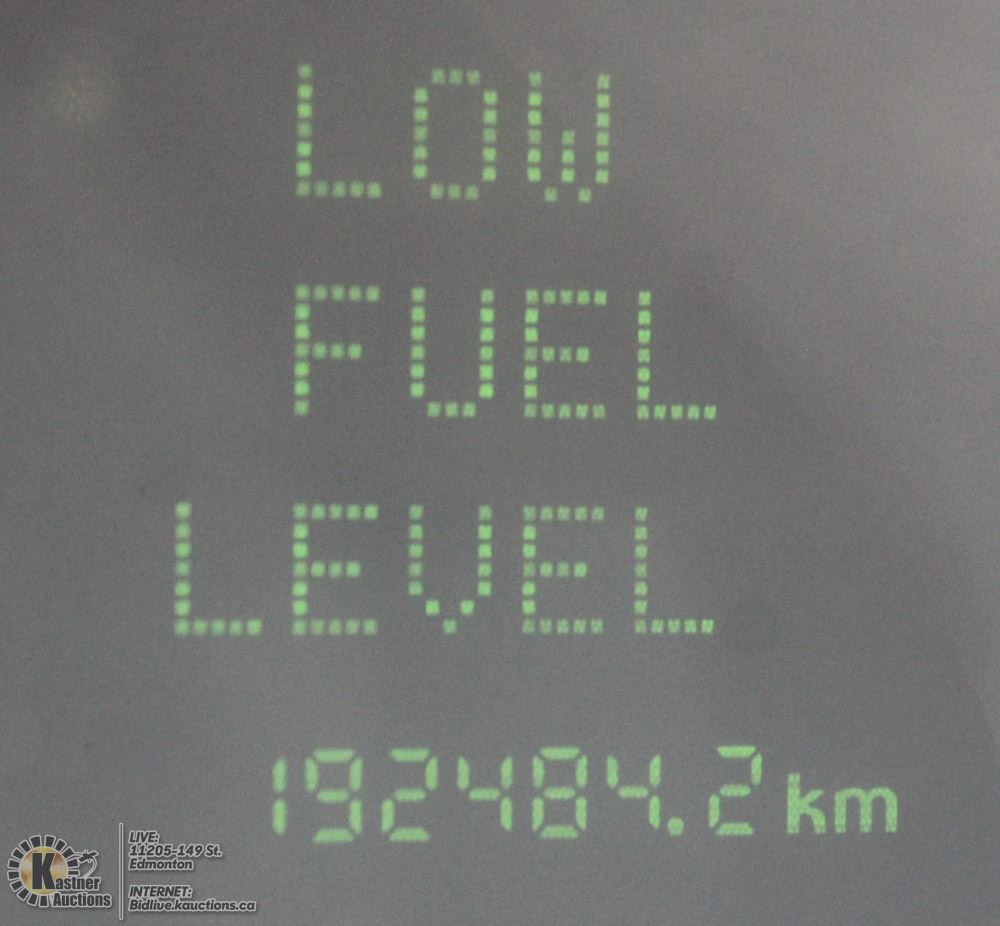 LOW
FUEL
LEVEL
192484.2 km
Kastner
Auctions
LIVE:
11205-149 St.
Edmonton
INTERNET:
Bidlive.kauctions.ca